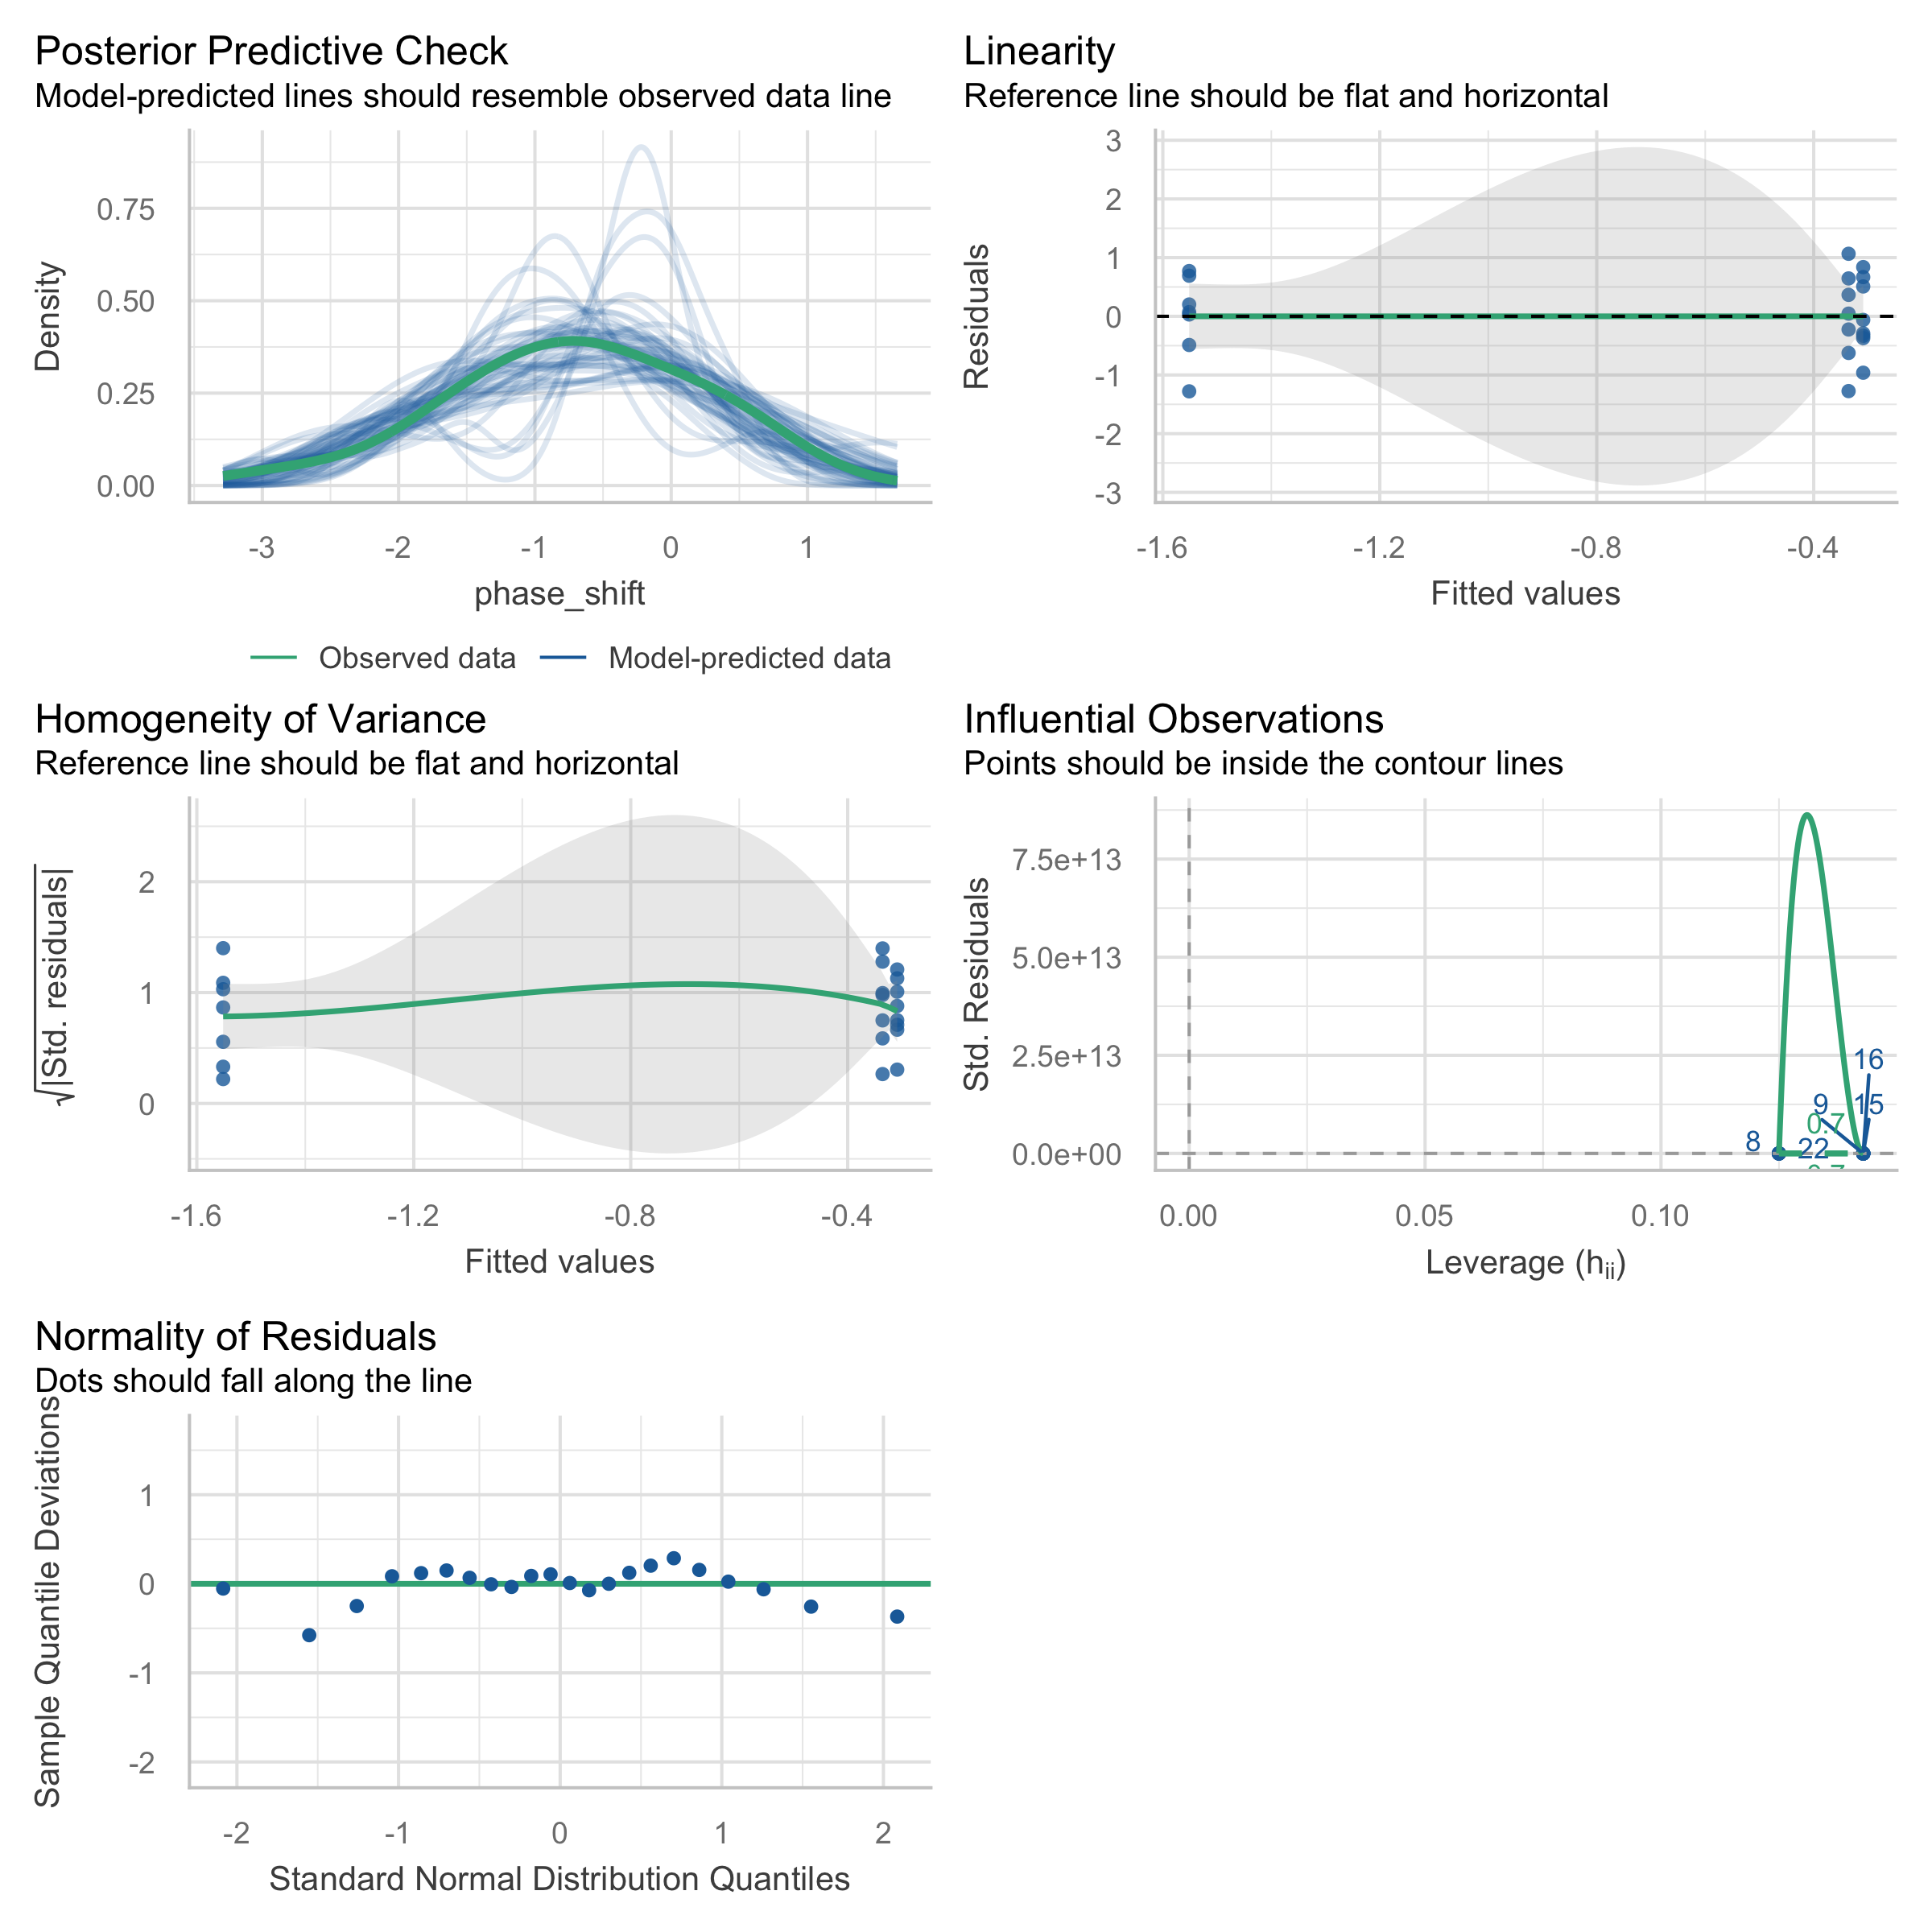 Posterior Predictive Check
Model-predicted lines should resemble observed data line
Density
0.75
0.50
0.25
0.00
-3
-2
-1
0
1
phase_shift
Observed data
Model-predicted data
Linearity
Reference line should be flat and horizontal
Residuals
3
2
1
0
-1
-2
-3
-1.6
-1.2
-0.8
-0.4
Fitted values
Homogeneity of Variance
Reference line should be flat and horizontal
√|Std. residuals|
2
1
0
-1.6
-1.2
-0.8
-0.4
Fitted values
Influential Observations
Points should be inside the contour lines
Std. Residuals
7.5e+13
5.0e+13
2.5e+13
0.0e+00
16
9
15
0.7
8
22
0.7
0.00
0.05
0.10
Leverage (hii)
Normality of Residuals
Dots should fall along the line
Sample Quantile Deviations
1
0
-1
-2
-2
-1
0
1
2
Standard Normal Distribution Quantiles